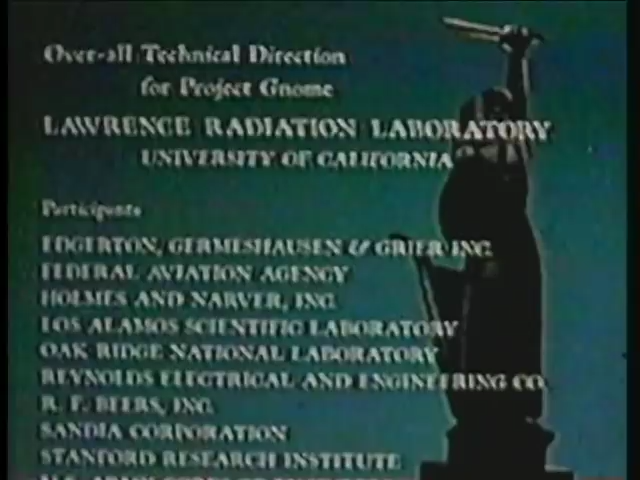 Over-all Technical Direction
for Project Gnome
LAWRENCE RADIATION LABORATORY
UNIVERSITY OF CALIFORNIA
Participants
EDGERTON, GERMESHAUSEN & GRIER INC.
FEDERAL AVIATION AGENCY
HOLMES AND NARVER, INC.
LOS ALAMOS SCIENTIFIC LABORATORY
OAK RIDGE NATIONAL LABORATORY
REYNOLDS ELECTRICAL AND ENGINEERING CO.
R. F. BEERS, INC.
SANDIA CORPORATION
STANFORD RESEARCH INSTITUTE